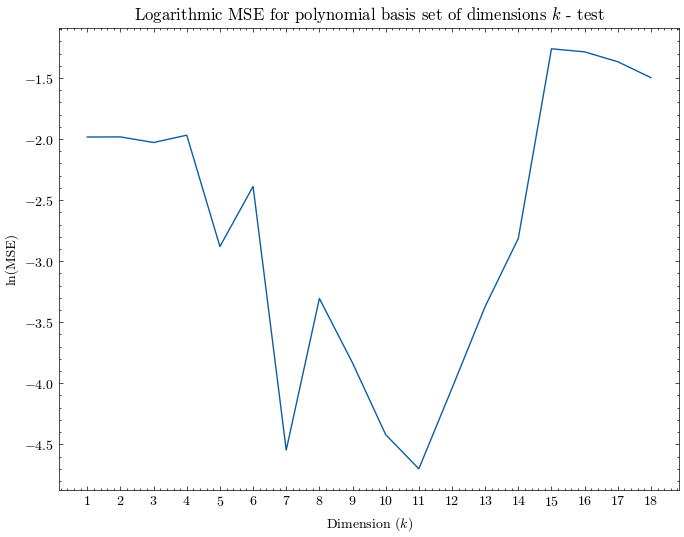 Logarithmic MSE for polynomial basis set of dimensions k - test
ln(MSE)
−1.5
−2.0
−2.5
−3.0
−3.5
−4.0
−4.5
1 2 3 4 5 6 7 8 9 10 11 12 13 14 15 16 17 18
Dimension (k)